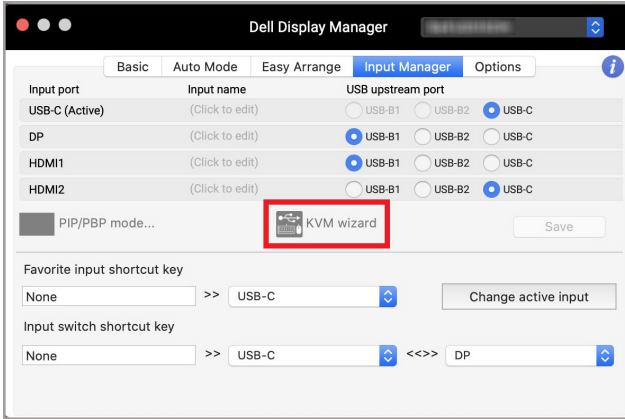 Dell Display Manager
Basic Auto Mode Easy Arrange Input Manager Options i
Input port Input name USB upstream port
USB-C (Active) (Click to edit) USB-B1 USB-B2 USB-C
DP (Click to edit) USB-B1 USB-B2 USB-C
HDMI1 (Click to edit) USB-B1 USB-B2 USB-C
HDMI2 (Click to edit) USB-B1 USB-B2 USB-C
PIP/PBP mode... KVM wizard Save
Favorite input shortcut key
None >> USB-C Change active input
Input switch shortcut key
None >> USB-C <<>> DP